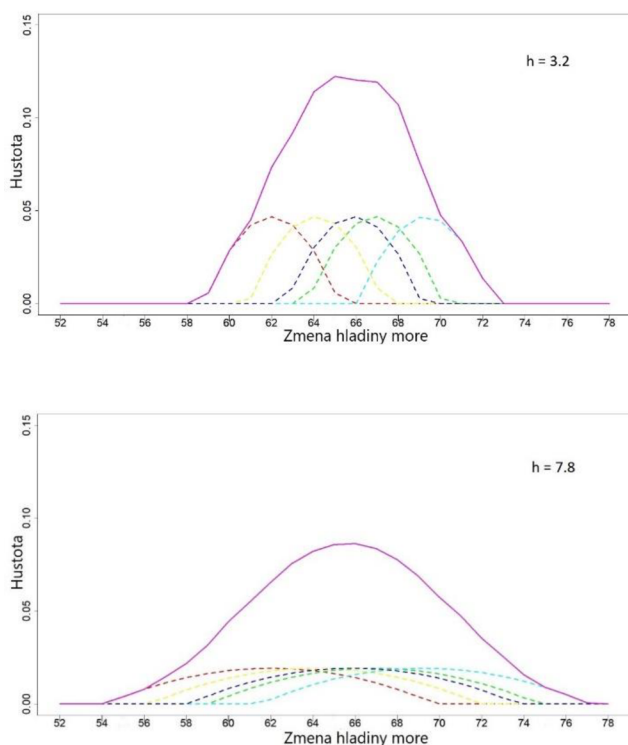 0.15
h = 3.2
0.10
Hustota
0.05
0.00
52 54 56 58 60 62 64 66 68 70 72 74 76 78
Zmena hladiny more
0.15
h = 7.8
0.10
Hustota
0.05
0.00
52 54 56 58 60 62 64 66 68 70 72 74 76 78
Zmena hladiny more